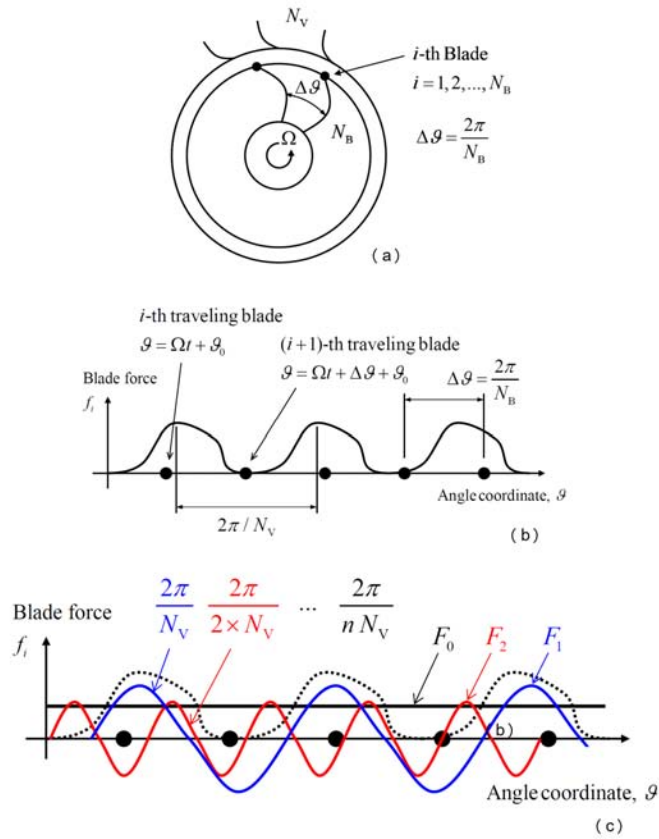 N_V
i-th Blade
i = 1, 2, ..., N_B
Δϑ
Δϑ = 2π / N_B
N_B
Ω
(a)
i-th traveling blade
ϑ = Ωt + ϑ_0
(i+1)-th traveling blade
ϑ = Ωt + Δϑ + ϑ_0
Δϑ = 2π / N_B
Blade force
f_i
Angle coordinate, ϑ
2π / N_V
(b)
2π / N_V 2π / 2 × N_V ... 2π / n N_V
Blade force
f_i
F_0 F_2 F_1
b)
Angle coordinate, ϑ
(c)